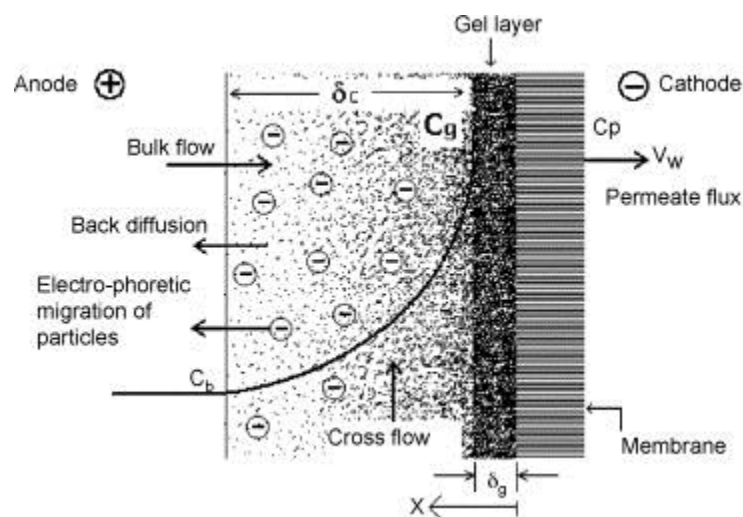 Gel layer
Anode ⊕
δc
⊖ Cathode
Cg
Cp
Bulk flow
Vw
Permeate flux
Back diffusion
Electro-phoretic
migration of
particles
Cb
Cross flow
Membrane
δg
X